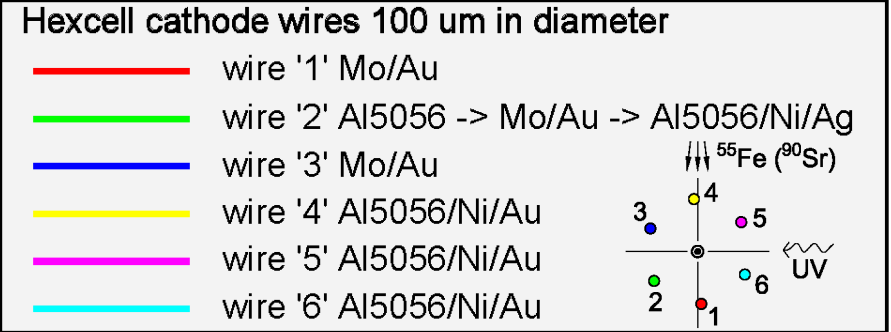 Hexcell cathode wires 100 um in diameter
wire '1' Mo/Au
wire '2' Al5056 -> Mo/Au -> Al5056/Ni/Ag
wire '3' Mo/Au
wire '4' Al5056/Ni/Au
wire '5' Al5056/Ni/Au
wire '6' Al5056/Ni/Au
55Fe (90Sr)
4
3
5
UV
6
2
1